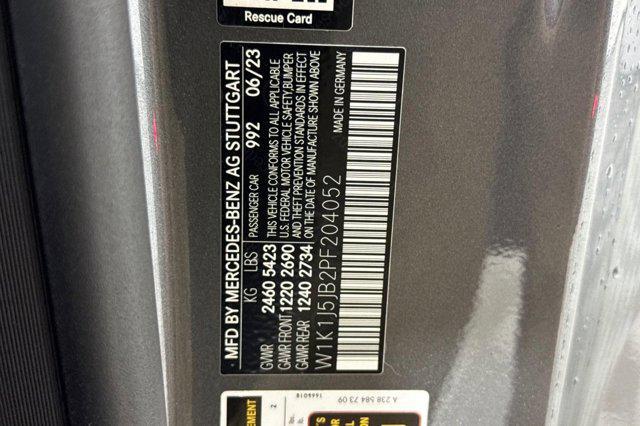 Rescue Card
MFD BY MERCEDES-BENZ AG STUTTGART
PASSENGER CAR 992 06/23
KG LBS
GVWR 2460 5423
GAWR FRONT 1220 2690
GAWR REAR 1240 2734
THIS VEHICLE CONFORMS TO ALL APPLICABLE
U.S. FEDERAL MOTOR VEHICLE SAFETY, BUMPER
AND THEFT PREVENTION STANDARDS IN EFFECT
ON THE DATE OF MANUFACTURE SHOWN ABOVE
W1K1J5JB2PF204052
MADE IN GERMANY
A 238 584 73 09